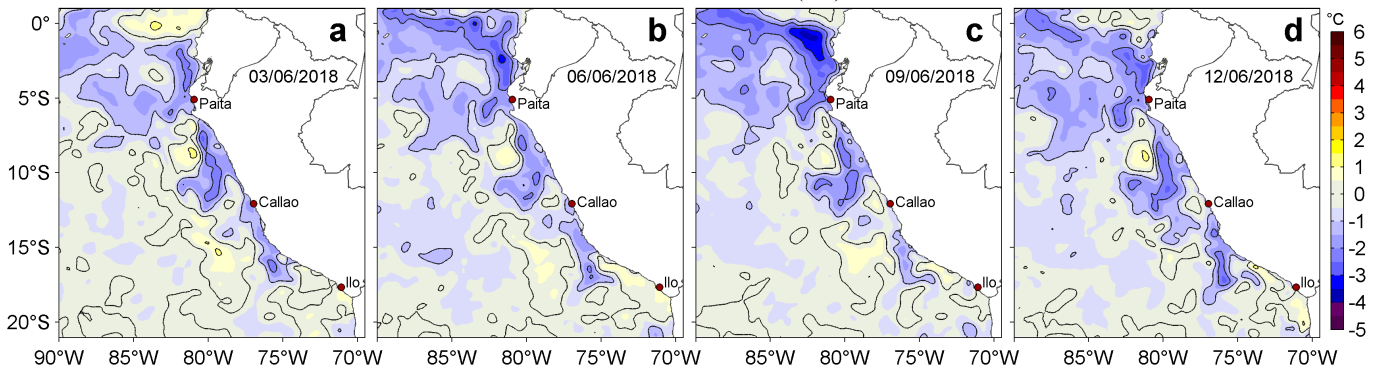 a
b
c
d
°C
03/06/2018
06/06/2018
09/06/2018
12/06/2018
Paita
Callao
Ilo
Paita
Callao
Ilo
Paita
Callao
Ilo
Paita
Callao
Ilo
0°
5°S
10°S
15°S
20°S
90°W 85°W 80°W 75°W 70°W
85°W 80°W 75°W 70°W
85°W 80°W 75°W 70°W
85°W 80°W 75°W 70°W
6
5
4
3
2
1
0
-1
-2
-3
-4
-5